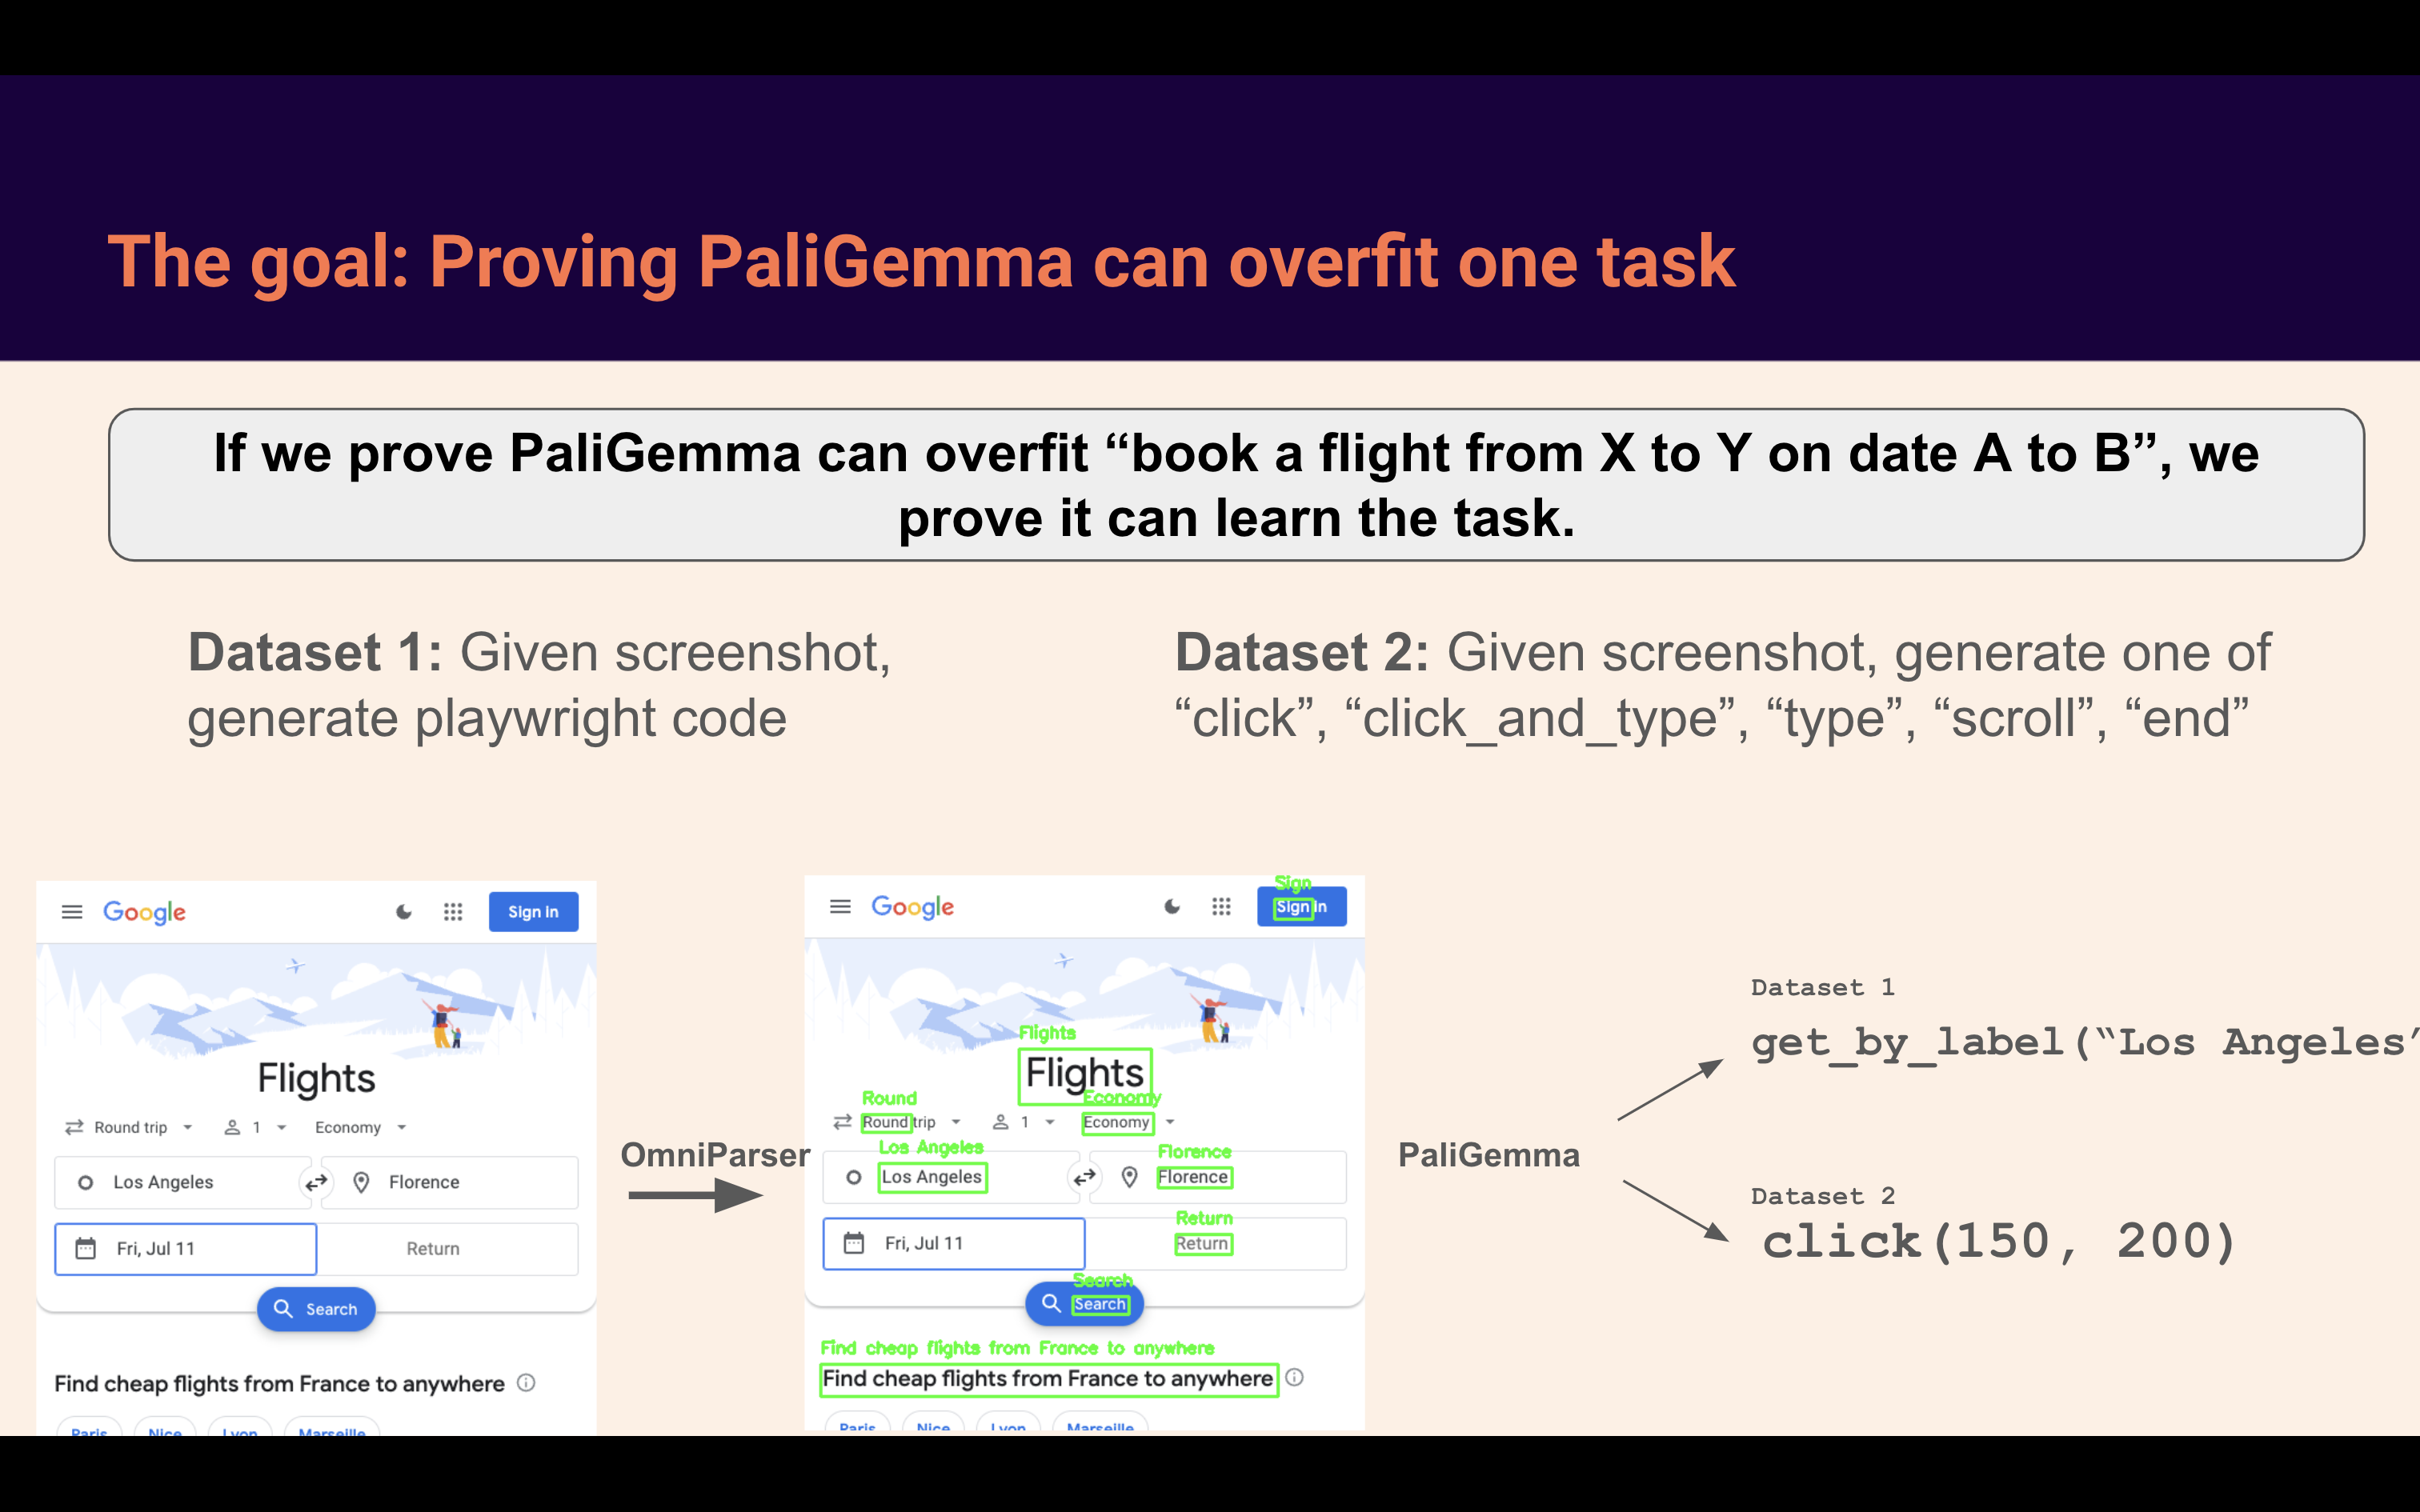 The goal: Proving PaliGemma can overfit one task
If we prove PaliGemma can overfit “book a flight from X to Y on date A to B”, we
prove it can learn the task.
Dataset 1: Given screenshot,
generate playwright code
Dataset 2: Given screenshot, generate one of
“click”, “click_and_type”, “type”, “scroll”, “end”
Google
Sign in
Flights
Round trip
1
Economy
Los Angeles
Florence
Fri, Jul 11
Return
Search
Find cheap flights from France to anywhere
Paris
Nice
Lyon
Marseille
OmniParser
Google
Sign
Sign in
Flights
Flights
Round
Economy
Round trip
1
Economy
Los Angeles
Florence
Los Angeles
Florence
Return
Fri, Jul 11
Return
Search
Search
Find cheap flights from France to anywhere
Find cheap flights from France to anywhere
Paris
Nice
Lyon
Marseille
PaliGemma
Dataset 1
get_by_label(“Los Angeles”
Dataset 2
click(150, 200)